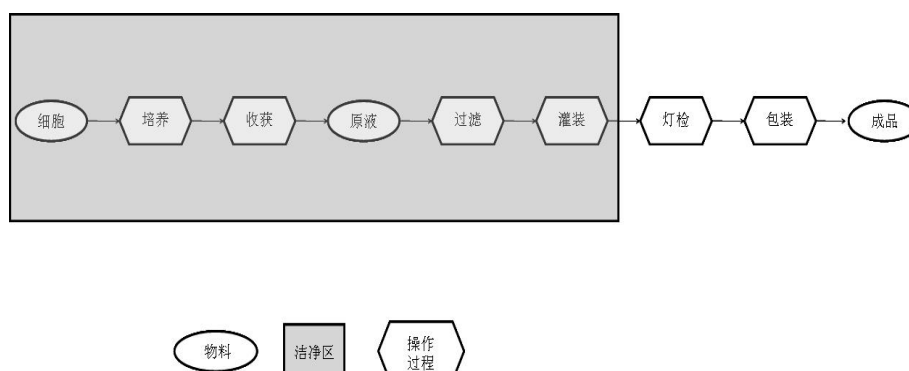 细胞
培养
收获
原液
过滤
灌装
灯检
包装
成品
物料
洁净区
操作
过程